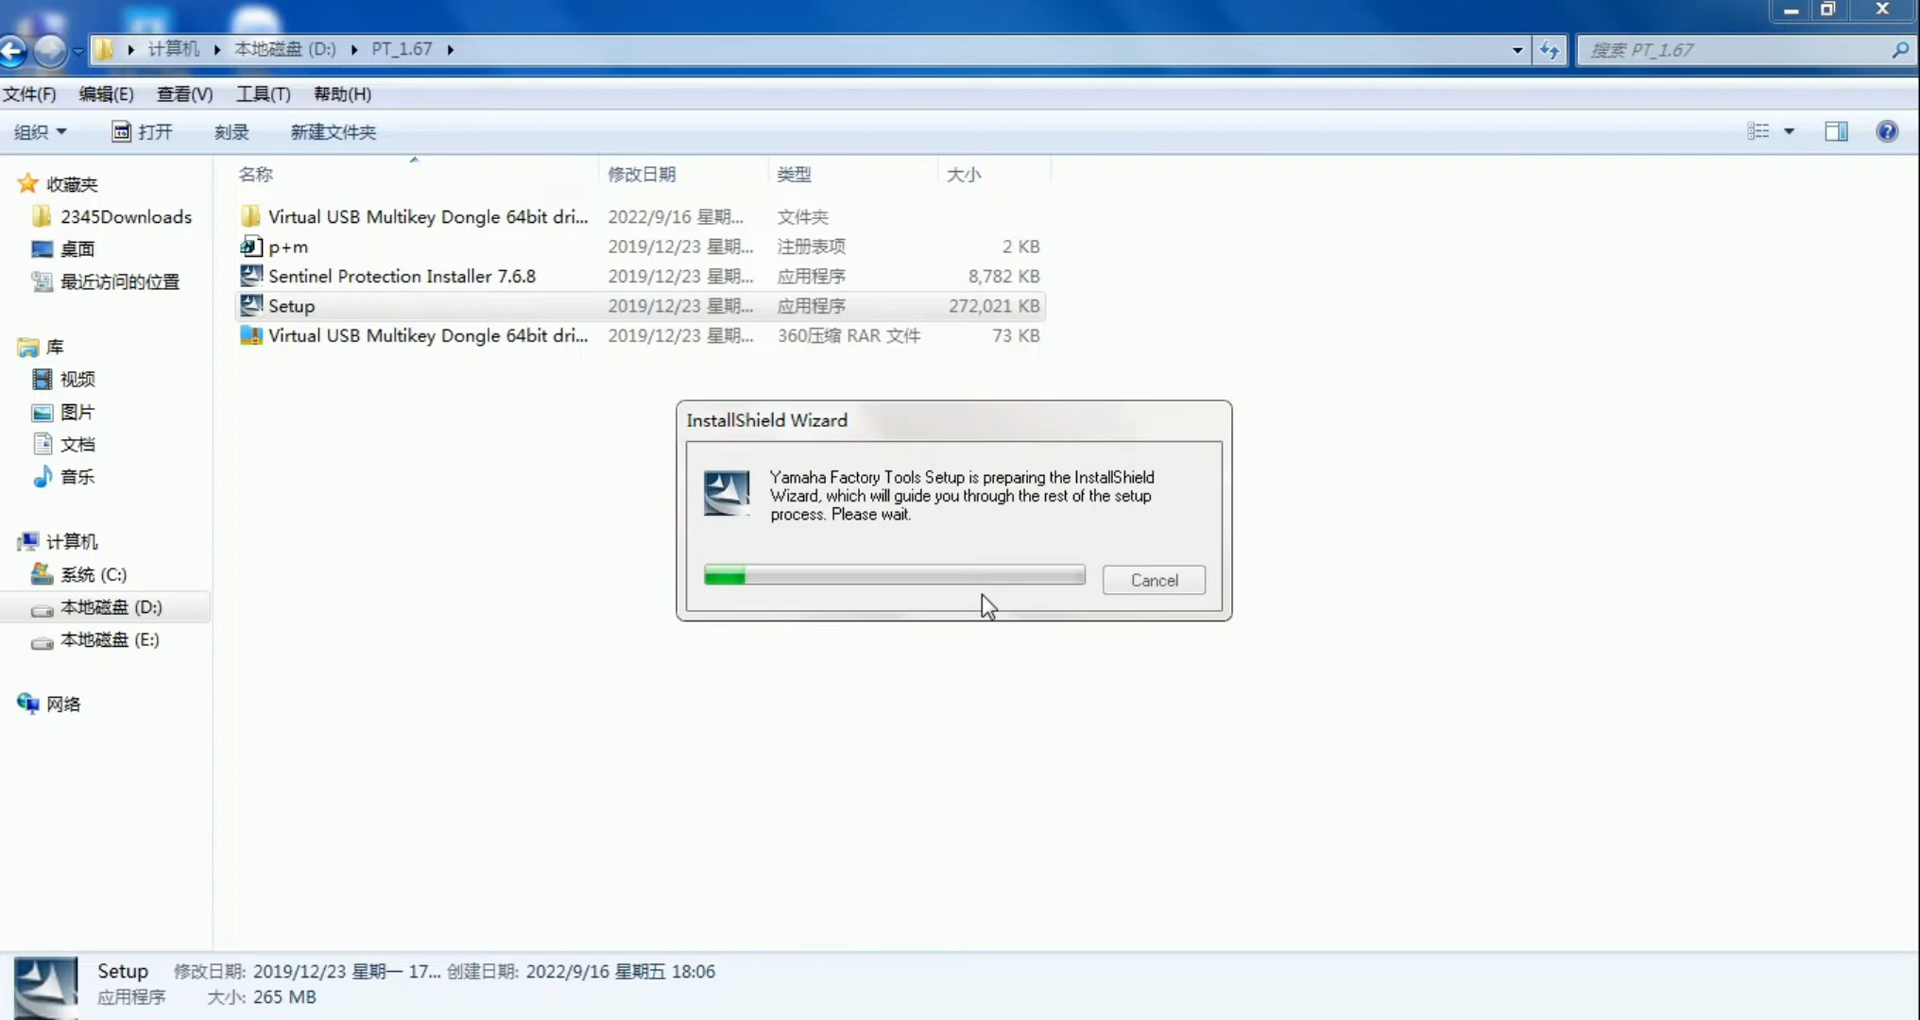 计算机 本地磁盘 (D:) PT_1.67
搜索 PT_1.67
文件(F) 编辑(E) 查看(V) 工具(T) 帮助(H)
组织 打开 刻录 新建文件夹
名称 修改日期 类型 大小
收藏夹
2345Downloads
桌面
最近访问的位置
库
视频
图片
文档
音乐
计算机
系统 (C:)
本地磁盘 (D:)
本地磁盘 (E:)
网络
Virtual USB Multikey Dongle 64bit dri... 2022/9/16 星期... 文件夹
p+m 2019/12/23 星期... 注册表项 2 KB
Sentinel Protection Installer 7.6.8 2019/12/23 星期... 应用程序 8,782 KB
Setup 2019/12/23 星期... 应用程序 272,021 KB
Virtual USB Multikey Dongle 64bit dri... 2019/12/23 星期... 360压缩 RAR 文件 73 KB
InstallShield Wizard
Yamaha Factory Tools Setup is preparing the InstallShield
Wizard, which will guide you through the rest of the setup
process. Please wait.
Cancel
Setup 修改日期: 2019/12/23 星期一 17... 创建日期: 2022/9/16 星期五 18:06
应用程序 大小: 265 MB